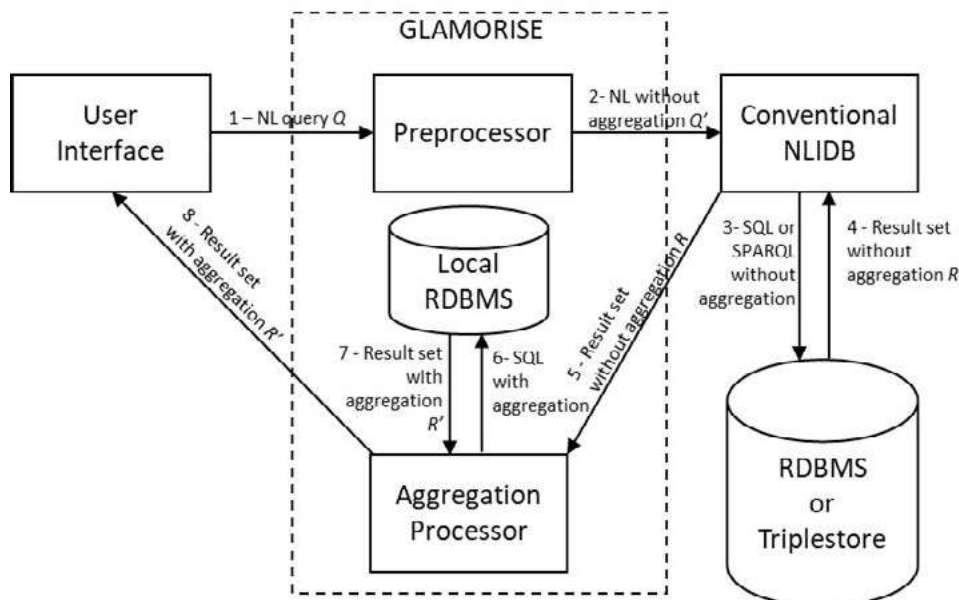 GLAMORISE
User
Interface
1 – NL query Q
Preprocessor
2- NL without
aggregation Q'
Conventional
NLIDB
3- SQL or
SPARQL
without
aggregation
4 - Result set
without
aggregation R
RDBMS
or
Triplestore
5 - Result set
without aggregation R
Local
RDBMS
6- SQL
with
aggregation
7 - Result set
with
aggregation
R'
Aggregation
Processor
8 - Result set
with aggregation R'